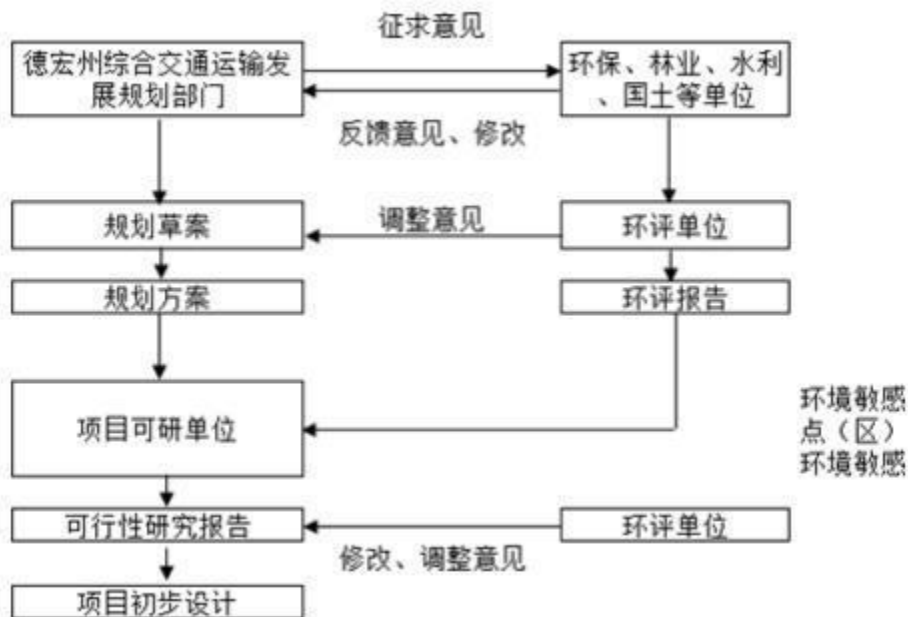 征求意见
德宏州综合交通运输发
展规划部门
环保、林业、水利
、国土等单位
反馈意见、修改
规划草案
调整意见
环评单位
规划方案
环评报告
项目可研单位
环境敏感
点（区）
环境敏感
可行性研究报告
环评单位
修改、调整意见
项目初步设计